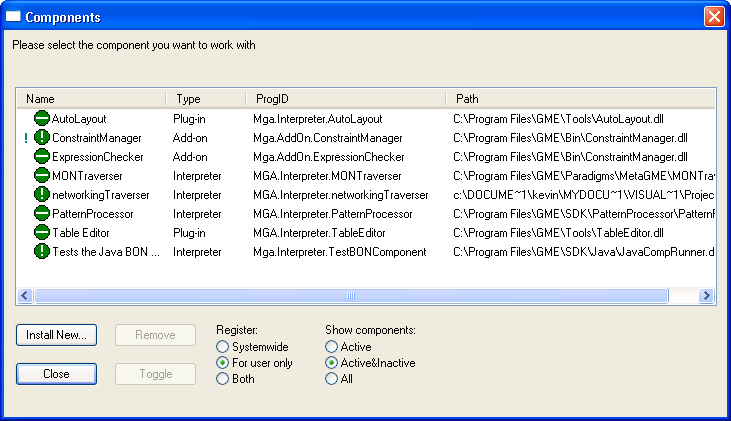 Components
Please select the component you want to work with
Name Type ProgID Path
AutoLayout Plug-in Mga.Interpreter.AutoLayout C:\Program Files\GME\Tools\AutoLayout.dll
! ConstraintManager Add-on Mga.AddOn.ConstraintManager C:\Program Files\GME\Bin\ConstraintManager.dll
ExpressionChecker Add-on Mga.AddOn.ExpressionChecker C:\Program Files\GME\Bin\ConstraintManager.dll
MONTraverser Interpreter MGA.Interpreter.MONTraverser C:\Program Files\GME\Paradigms\MetaGME\MONTra
networkingTraverser Interpreter MGA.Interpreter.networkingTraverser c:\DOCUME~1\kevin\MYDOCU~1\VISUAL~1\Projec
PatternProcessor Interpreter MGA.Interpreter.PatternProcessor C:\Program Files\GME\SDK\PatternProcessor\PatternF
Table Editor Plug-in MGA.Interpreter.TableEditor C:\Program Files\GME\Tools\TableEditor.dll
Tests the Java BON ... Interpreter Mga.Interpreter.TestBONComponent C:\Program Files\GME\SDK\Java\JavaCompRunner.d
Install New... Remove Register: Show components:
Systemwide Active
For user only Active&Inactive
Close Toggle Both All